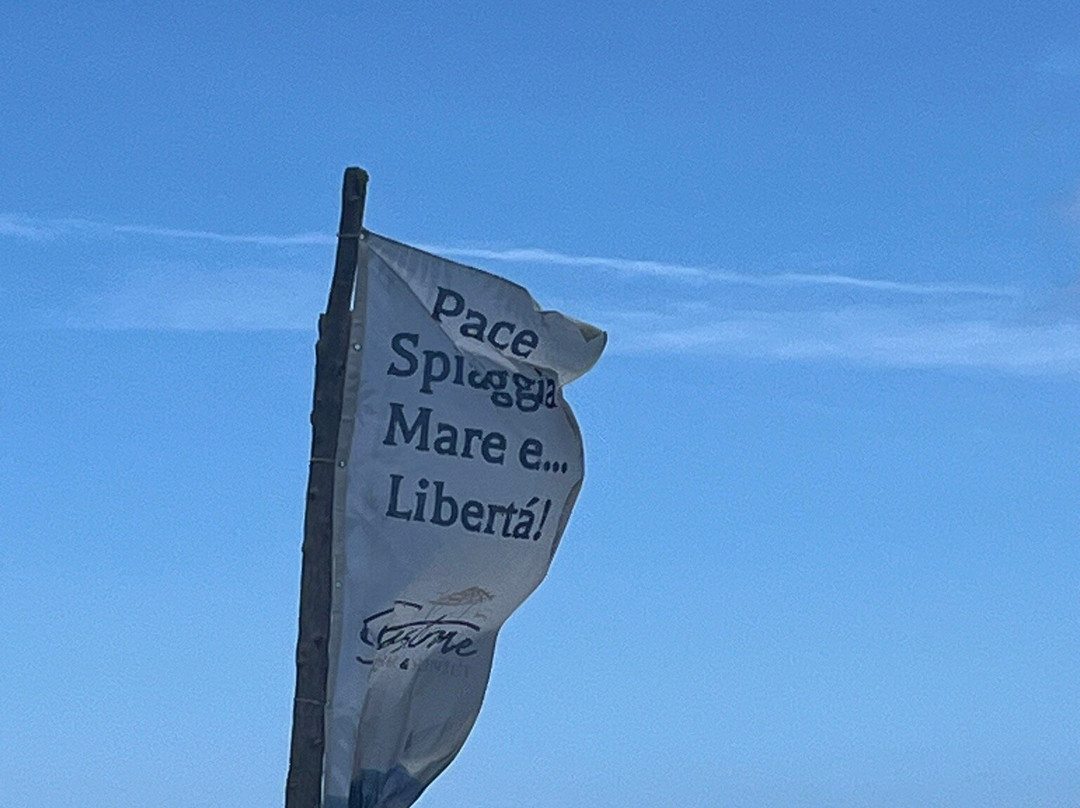 Pace
Spiaggia
Mare e...
Libertá!
&